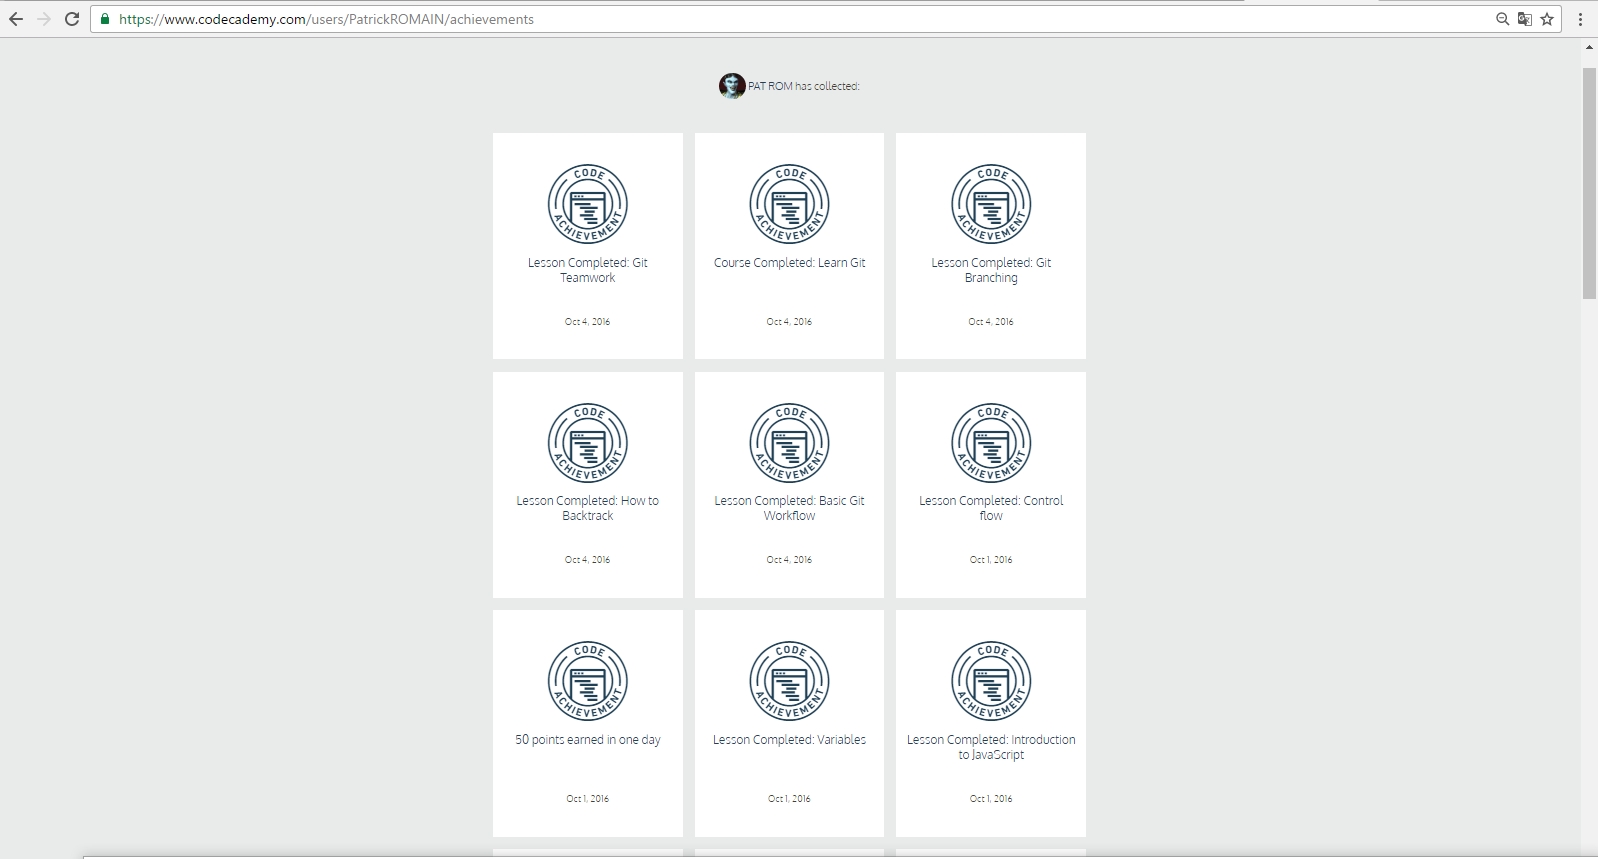 https://www.codecademy.com/users/PatrickROMAIN/achievements
PAT ROM has collected:
CODE ACHIEVEMENT
Lesson Completed: Git
Teamwork
Oct 4, 2016
CODE ACHIEVEMENT
Course Completed: Learn Git
Oct 4, 2016
CODE ACHIEVEMENT
Lesson Completed: Git
Branching
Oct 4, 2016
CODE ACHIEVEMENT
Lesson Completed: How to
Backtrack
Oct 4, 2016
CODE ACHIEVEMENT
Lesson Completed: Basic Git
Workflow
Oct 4, 2016
CODE ACHIEVEMENT
Lesson Completed: Control
flow
Oct 1, 2016
CODE ACHIEVEMENT
50 points earned in one day
Oct 1, 2016
CODE ACHIEVEMENT
Lesson Completed: Variables
Oct 1, 2016
CODE ACHIEVEMENT
Lesson Completed: Introduction
to JavaScript
Oct 1, 2016